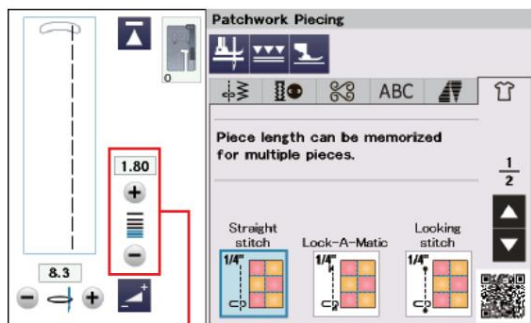 Patchwork Piecing
0
ABC
Piece length can be memorized
for multiple pieces.
1.80
1
2
Straight
stitch
Lock-A-Matic
Locking
stitch
1/4"
1/4"
1/4"
8.3